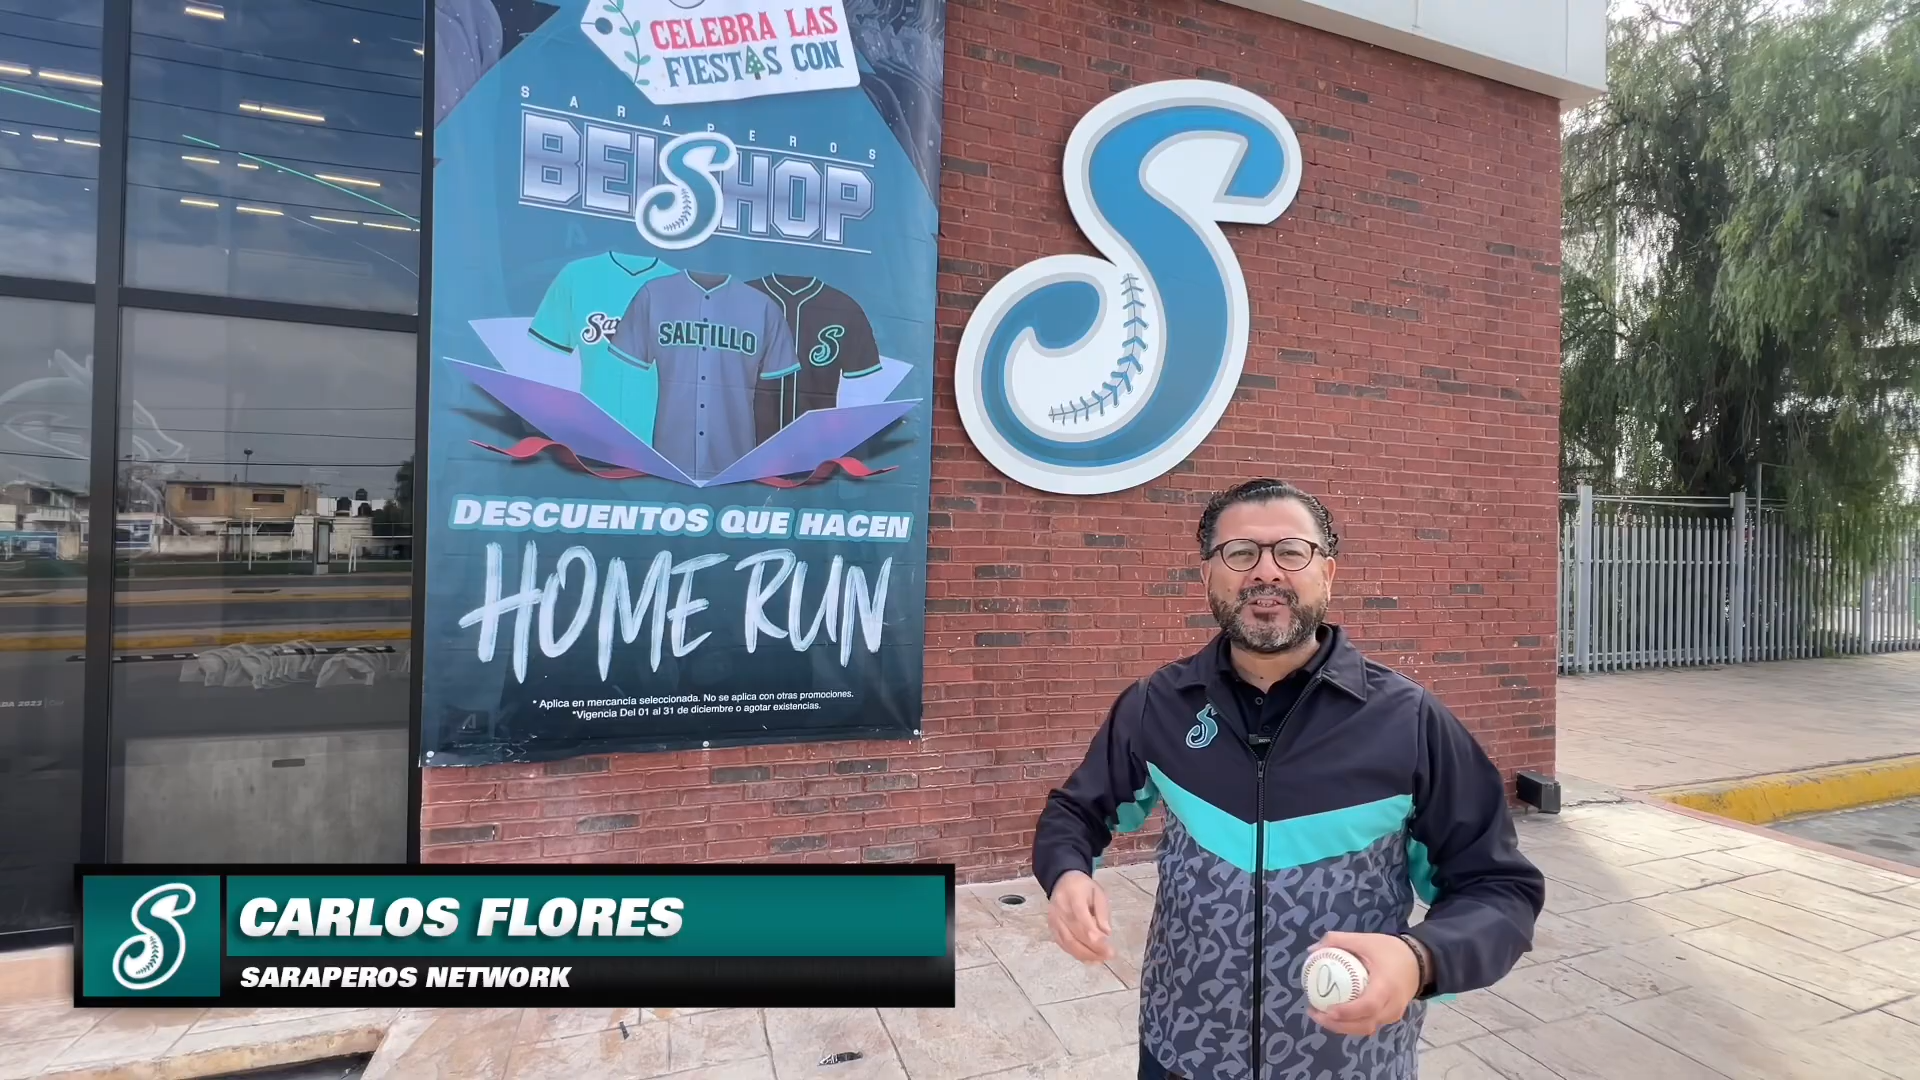 CELEBRA LAS
FIESTAS CON
SARAPEROS
BEISHOP
SALTILLO
S
DESCUENTOS QUE HACEN
HOME RUN
* Aplica en mercancía seleccionada. No se aplica con otras promociones.
*Vigencia Del 01 al 31 de diciembre o agotar existencias.
S
S
CARLOS FLORES
SARAPEROS NETWORK